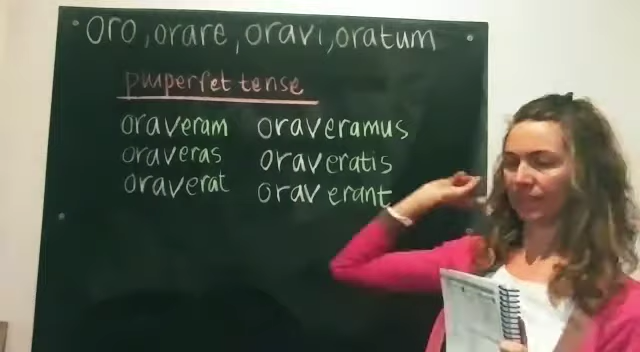 oro, orare, oravi, oratum
pluperfet tense
oraveram oraveramus
oraveras oraveratis
oraverat oraverant